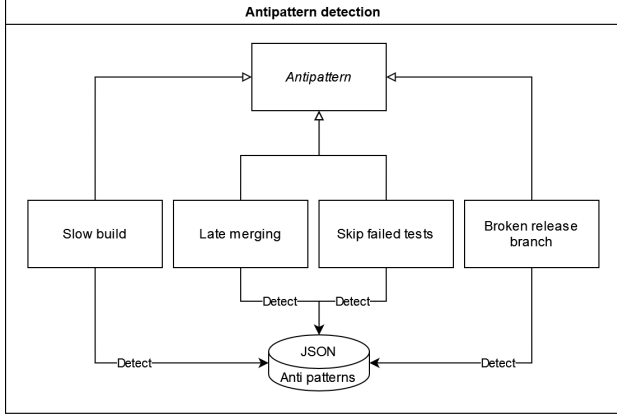 Antipattern detection
Antipattern
Slow build
Late merging
Skip failed tests
Broken release
branch
Detect
Detect
JSON
Anti patterns
Detect
Detect